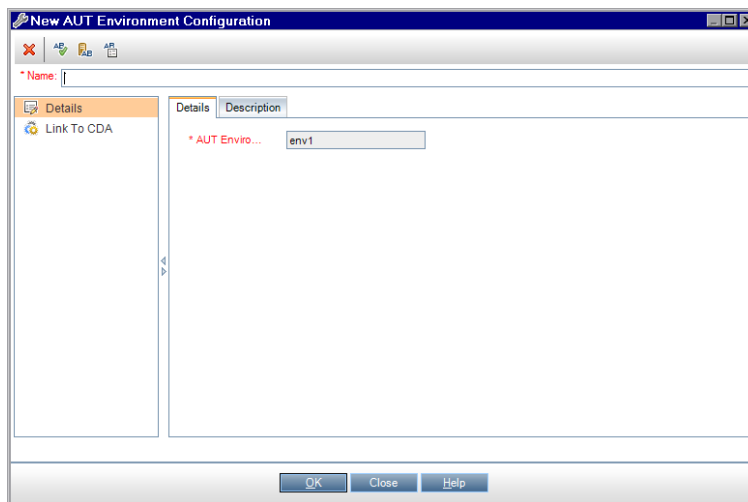 New AUT Environment Configuration
* Name:
Details
Link To CDA
Details Description
* AUT Enviro... env1
OK Close Help